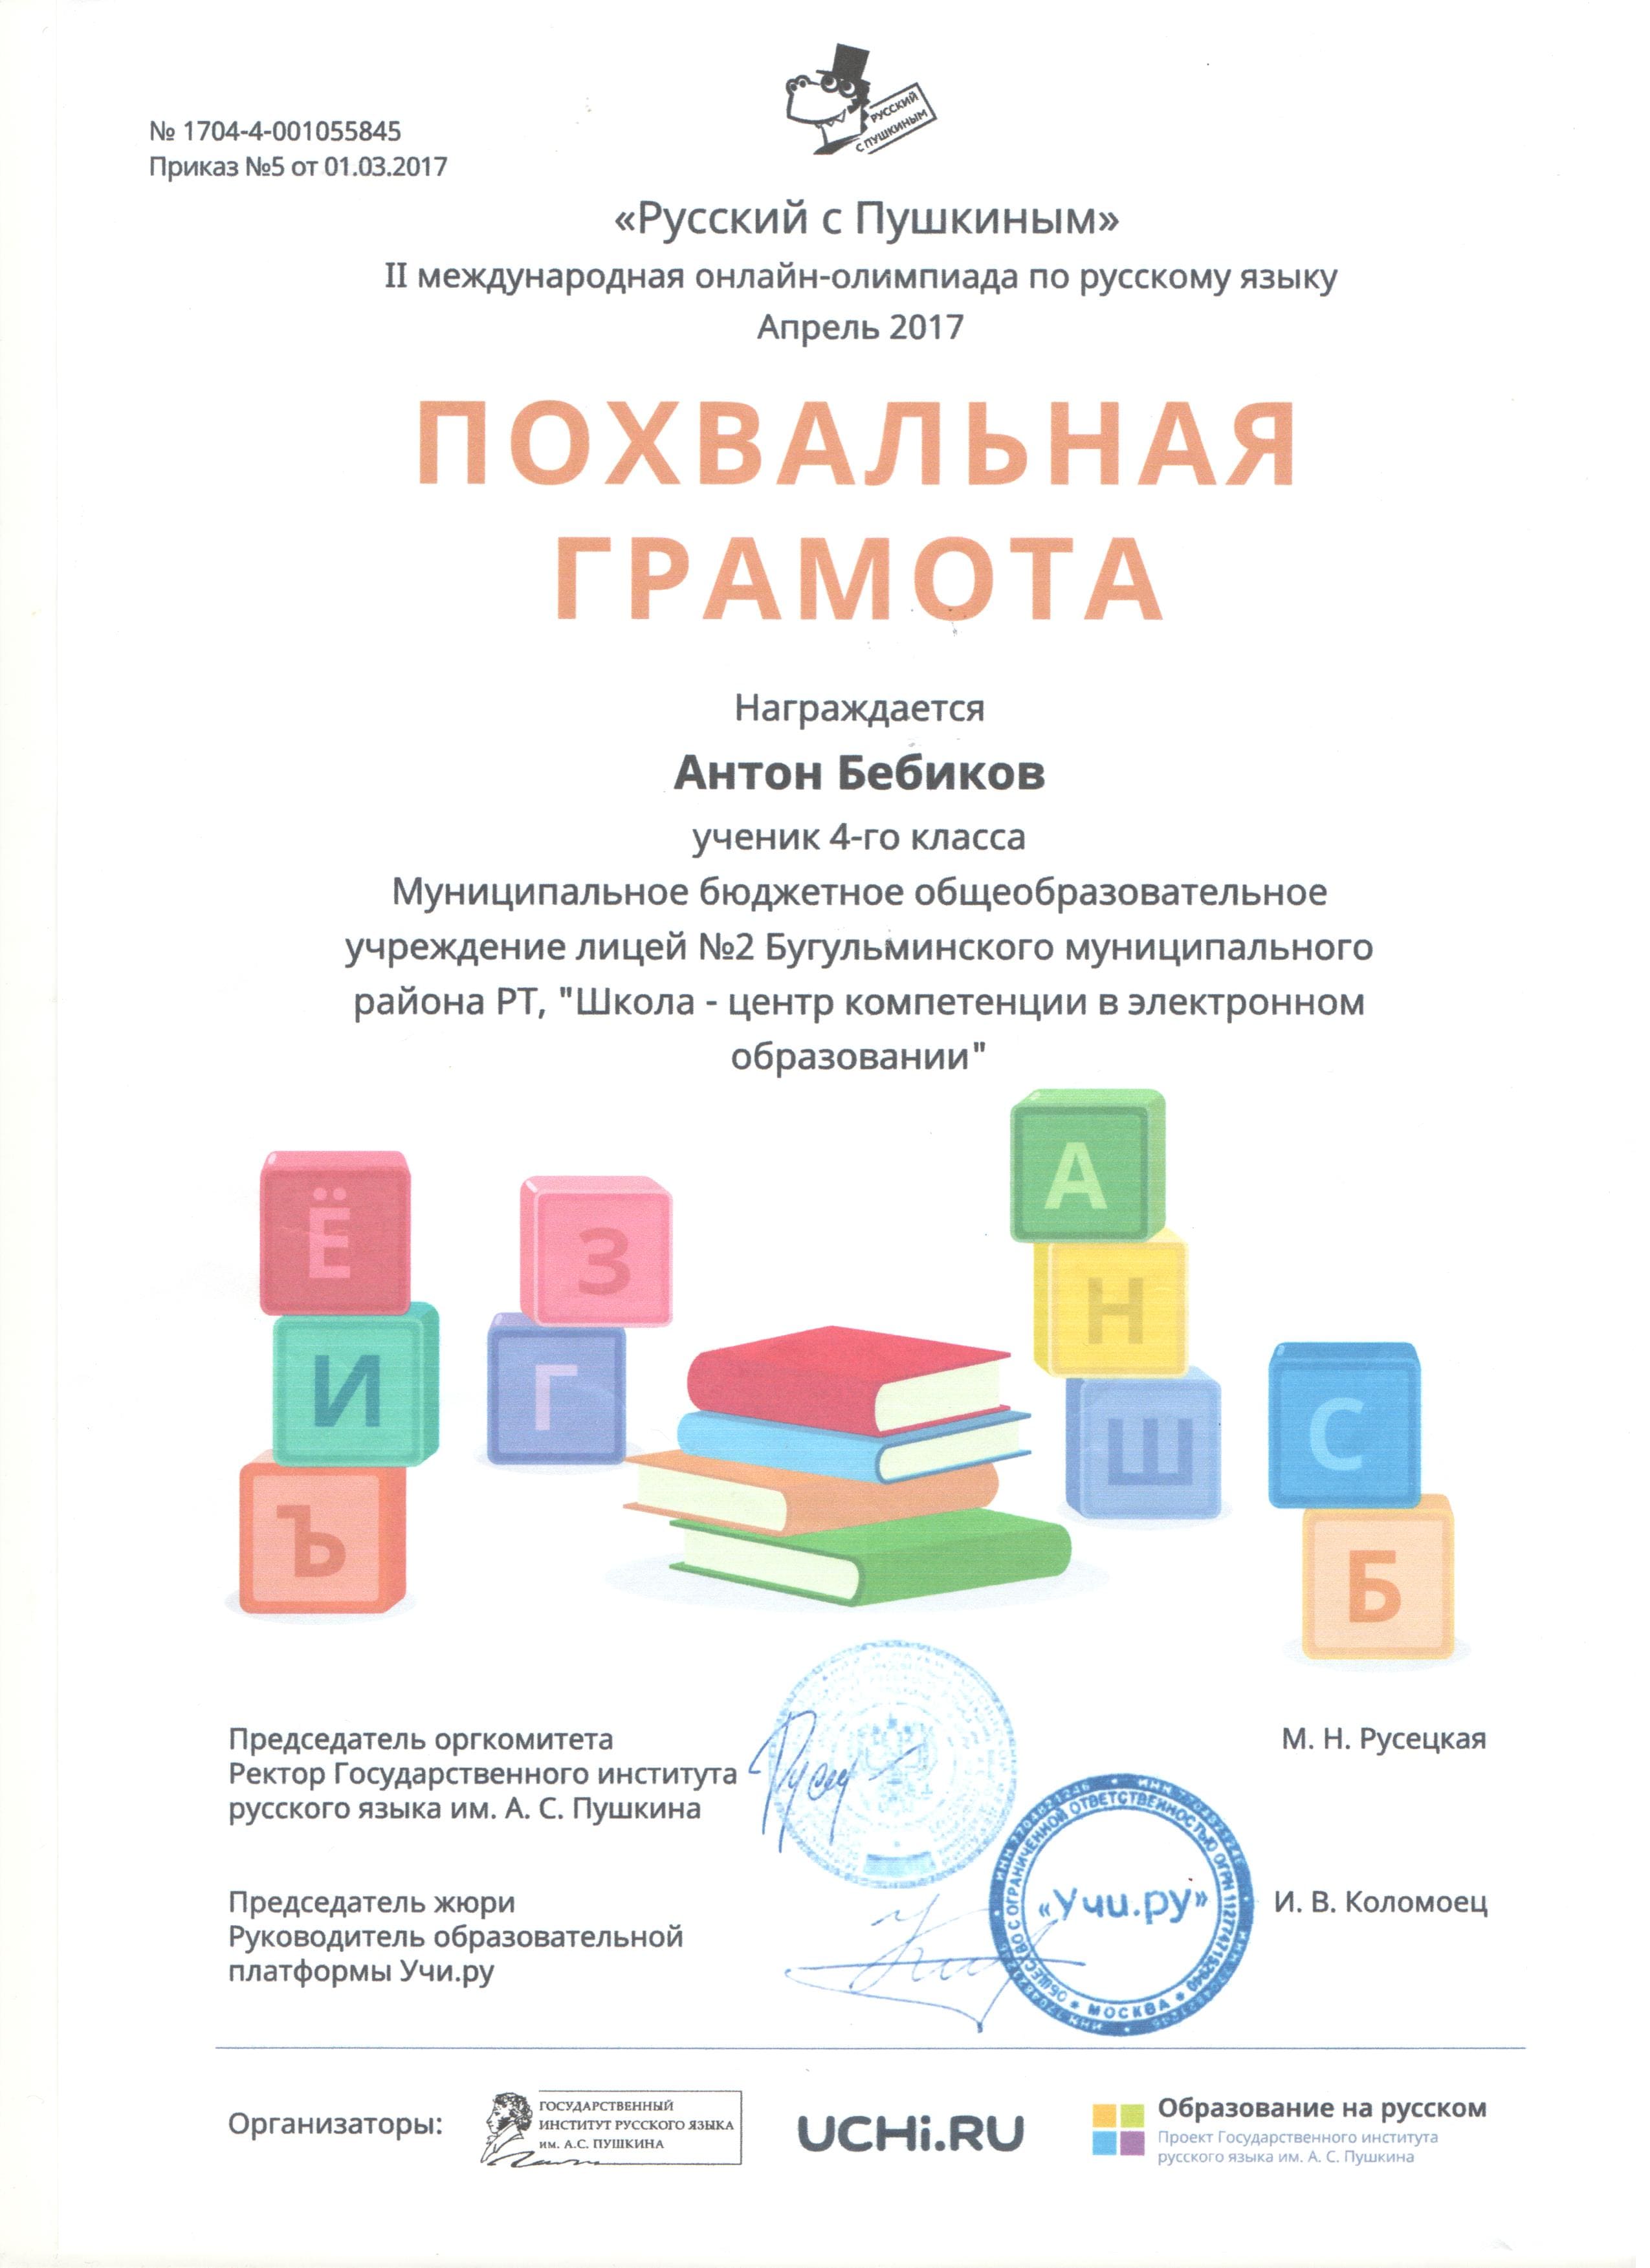 РУССКИЙ
С ПУШКИНЫМ
№ 1704-4-001055845
Приказ №5 от 01.03.2017
«Русский с Пушкиным»
II международная онлайн-олимпиада по русскому языку
Апрель 2017
ПОХВАЛЬНАЯ
ГРАМОТА
Награждается
Антон Бебиков
ученик 4-го класса
Муниципальное бюджетное общеобразовательное
учреждение лицей №2 Бугульминского муниципального
района РТ, "Школа - центр компетенции в электронном
образовании"
А
Ё
З
Н
И
Г
Ш
С
Ъ
Б
Председатель оргкомитета
Ректор Государственного института
русского языка им. А. С. Пушкина
М. Н. Русецкая
Председатель жюри
Руководитель образовательной
платформы Учи.ру
ОБЩЕСТВО С ОГРАНИЧЕННОЙ ОТВЕТСТВЕННОСТЬЮ ОГРН
«Учи.ру»
* МОСКВА *
И. В. Коломоец
Организаторы:
ГОСУДАРСТВЕННЫЙ
ИНСТИТУТ РУССКОГО ЯЗЫКА
им. А.С. ПУШКИНА
UCHi.RU
Образование на русском
Проект Государственного института
русского языка им. А. С. Пушкина